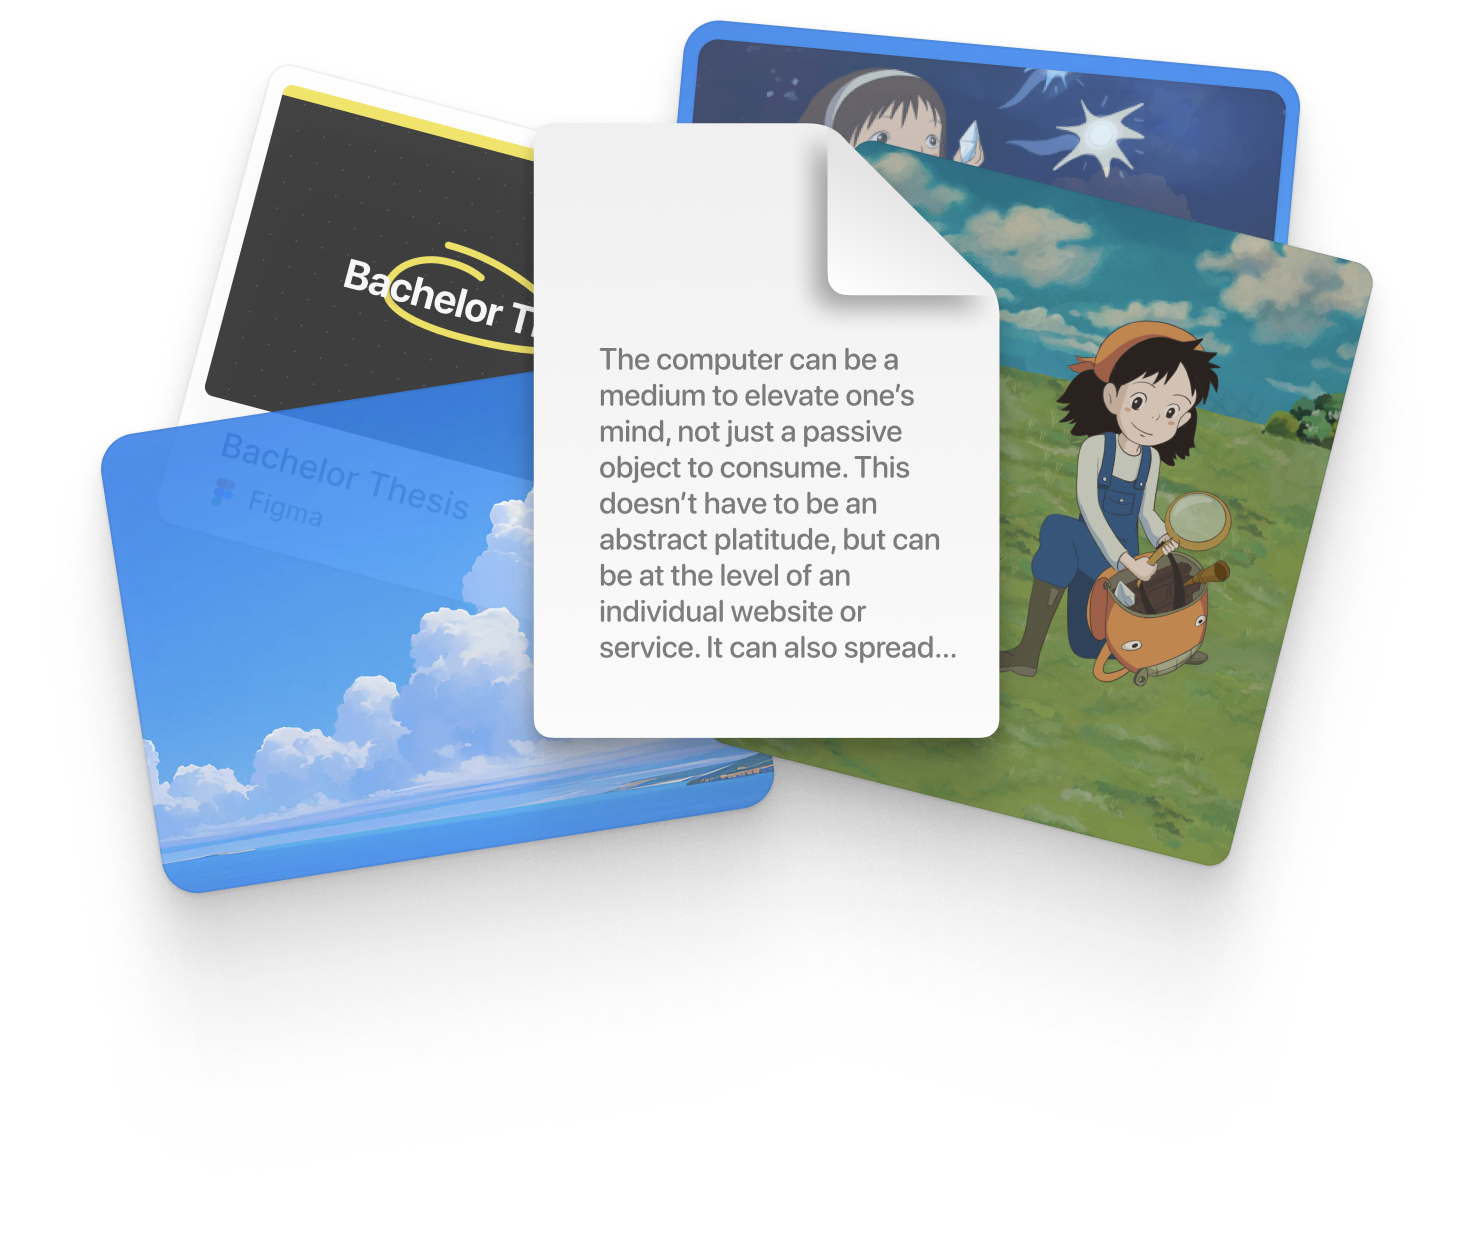 Bachelor
Bachelor Thesis
Figma
The computer can be a
medium to elevate one’s
mind, not just a passive
object to consume. This
doesn’t have to be an
abstract platitude, but can
be at the level of an
individual website or
service. It can also spread...